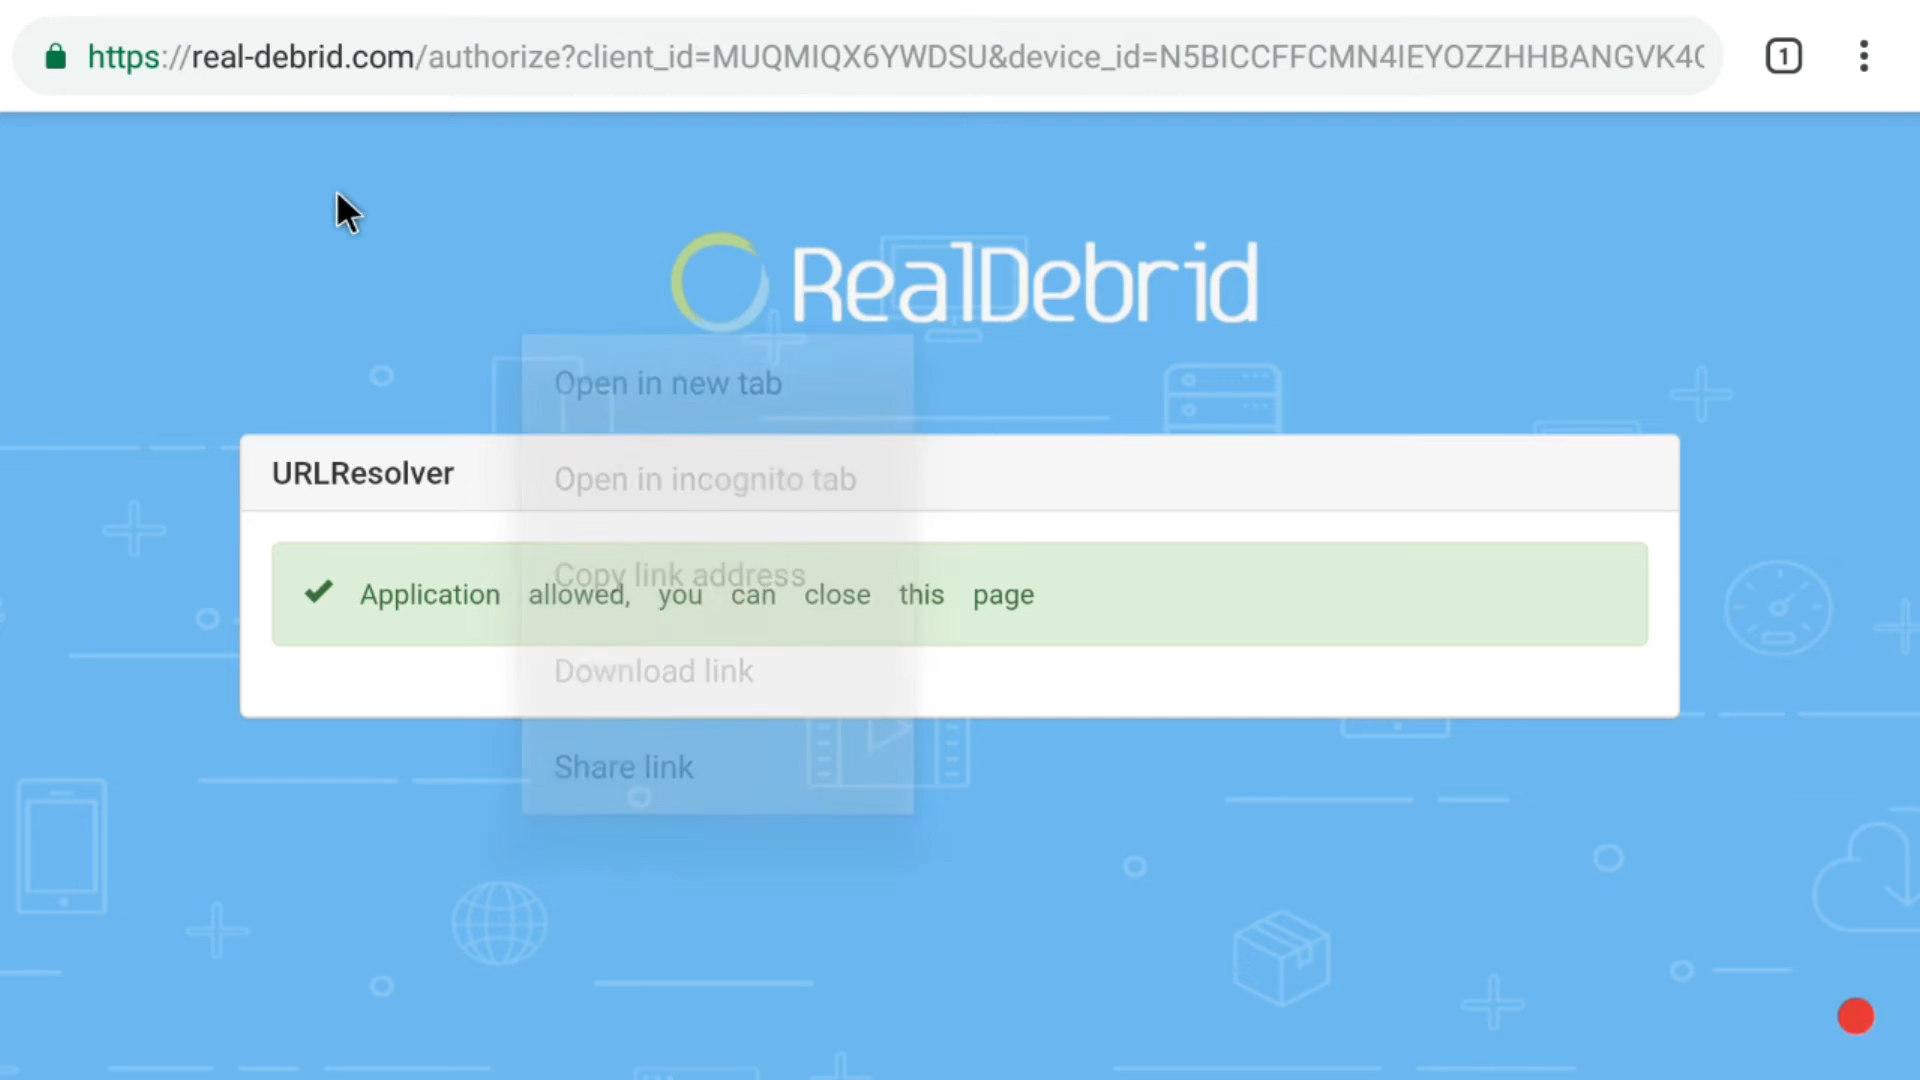 https://real-debrid.com/authorize?client_id=MUQMIQX6YWDSU&device_id=N5BICCFFCMN4IEYOZZHHBANGVK4
1
RealDebrid
Open in new tab
URLResolver
Open in incognito tab
Copy link address
Application allowed, you can close this page
Download link
Share link